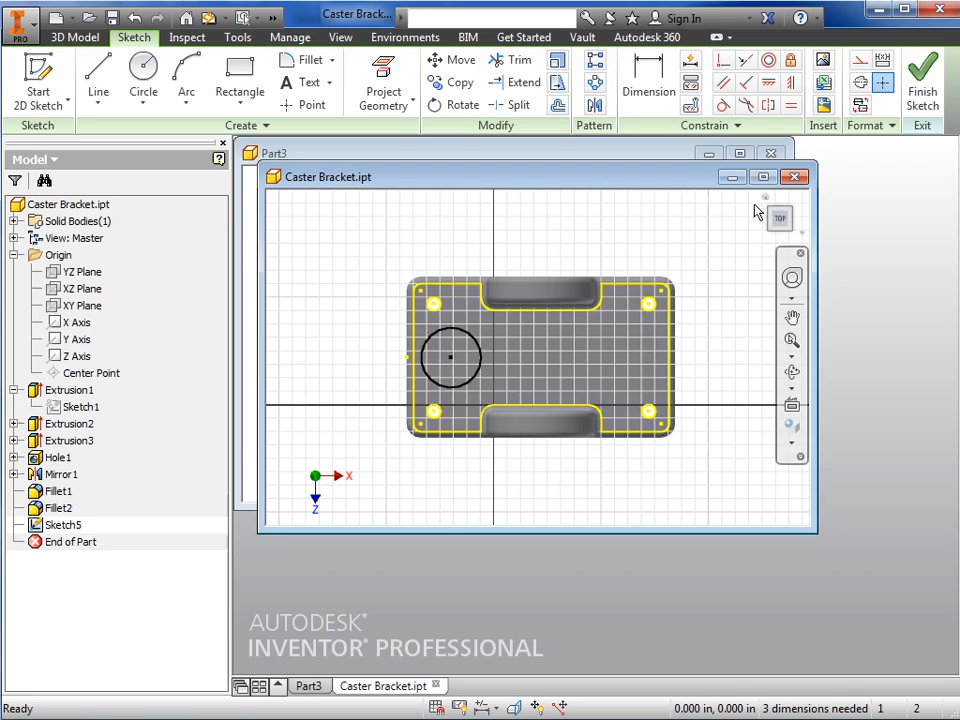 Caster Bracket...
Sign In
PRO
3D Model Sketch Inspect Tools Manage View Environments BIM Get Started Vault Autodesk 360
Start
2D Sketch
Line
Circle
Arc
Rectangle
Fillet
Text
Point
Project
Geometry
Move
Copy
Rotate
Trim
Extend
Split
Dimension
Finish
Sketch
Sketch Create Modify Pattern Constrain Insert Format Exit
Model
Part3
Caster Bracket.ipt
TOP
Caster Bracket.ipt
Solid Bodies(1)
View: Master
Origin
YZ Plane
XZ Plane
XY Plane
X Axis
Y Axis
Z Axis
Center Point
Extrusion1
Sketch1
Extrusion2
Extrusion3
Hole1
Mirror1
Fillet1
Fillet2
Sketch5
End of Part
X
Z
AUTODESK®
INVENTOR® PROFESSIONAL
Part3 Caster Bracket.ipt
Ready 0.000 in, 0.000 in 3 dimensions needed 1 2